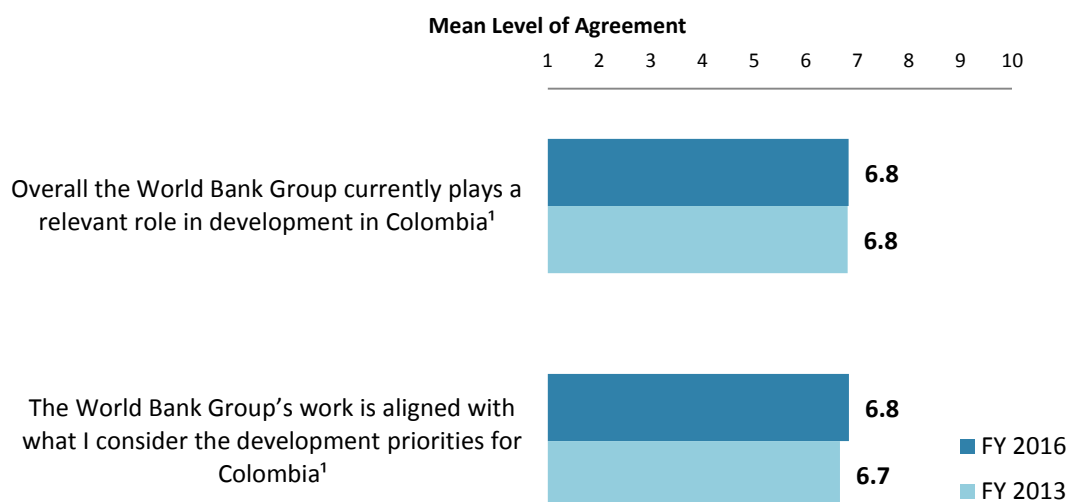 Mean Level of Agreement
1 2 3 4 5 6 7 8 9 10
Overall the World Bank Group currently plays a
relevant role in development in Colombia¹
6.8
6.8
The World Bank Group’s work is aligned with
what I consider the development priorities for
Colombia¹
6.8
6.7
FY 2016
FY 2013